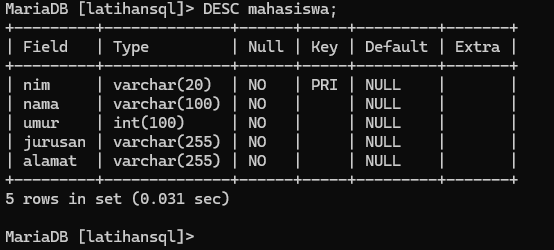 MariaDB [latihansql]> DESC mahasiswa;
+---------+--------------+------+-----+---------+-------+
| Field   | Type         | Null | Key | Default | Extra |
+---------+--------------+------+-----+---------+-------+
| nim     | varchar(20)  | NO   | PRI | NULL    |       |
| nama    | varchar(100) | NO   |     | NULL    |       |
| umur    | int(100)     | NO   |     | NULL    |       |
| jurusan | varchar(255) | NO   |     | NULL    |       |
| alamat  | varchar(255) | NO   |     | NULL    |       |
+---------+--------------+------+-----+---------+-------+
5 rows in set (0.031 sec)
MariaDB [latihansql]>